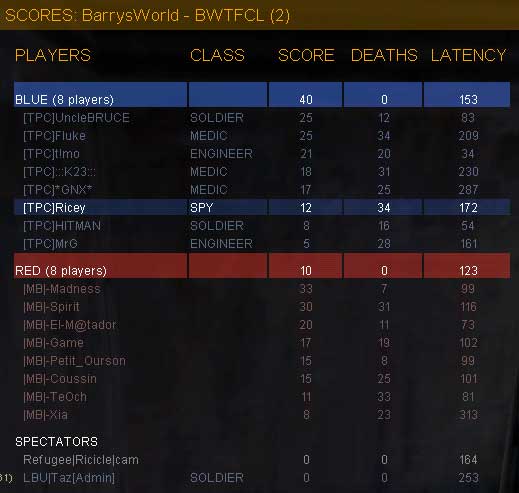 SCORES: BarrysWorld - BWTFCL (2)
PLAYERS CLASS SCORE DEATHS LATENCY
BLUE (8 players) 40 0 153
[TPC]UncleBRUCE SOLDIER 25 12 83
[TPC]Fluke MEDIC 25 34 209
[TPC]t!mo ENGINEER 21 20 34
[TPC]:::K23::: MEDIC 18 31 230
[TPC]*GNX* MEDIC 17 25 287
[TPC]Ricey SPY 12 34 172
[TPC]HITMAN SOLDIER 8 16 54
[TPC]MrG ENGINEER 5 28 161
RED (8 players) 10 0 123
|MB|-Madness 33 7 99
|MB|-Spirit 30 31 116
|MB|-El-M@tador 20 11 73
|MB|-Game 17 19 102
|MB|-Petit_Ourson 15 8 99
|MB|-Coussin 15 25 101
|MB|-TeOch 11 33 81
|MB|-Xia 8 23 313
SPECTATORS
Refugee|Ricicle|cam 0 0 164
31) LBU|Taz[Admin] SOLDIER 0 0 253